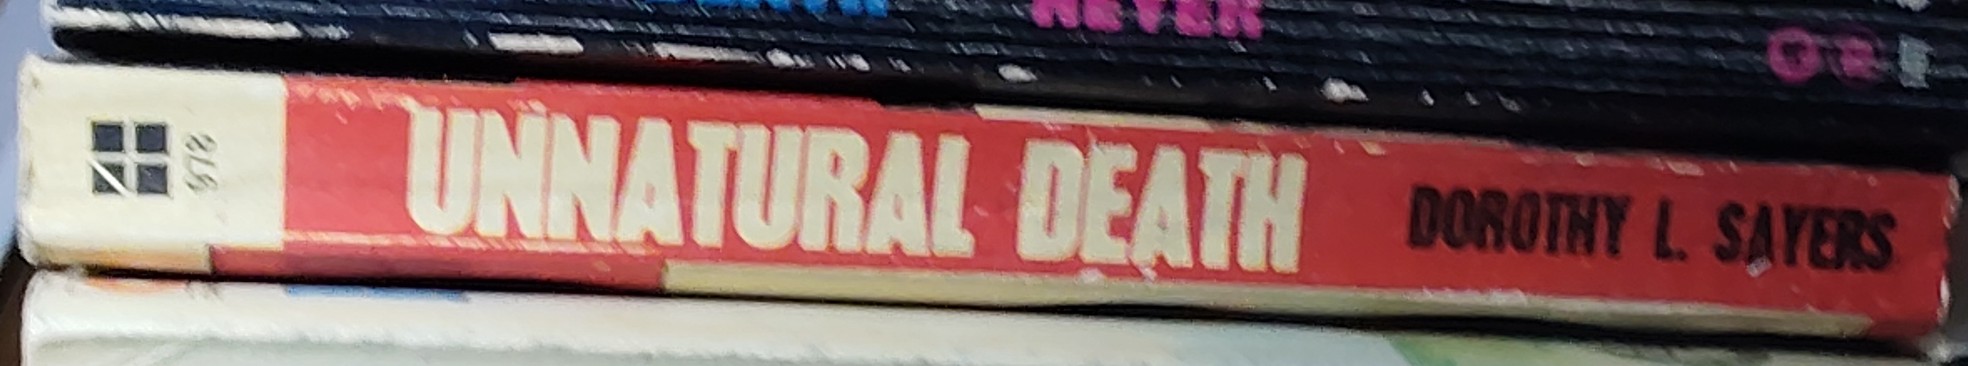 NEVER
UNNATURAL DEATH
DOROTHY L. SAYERS